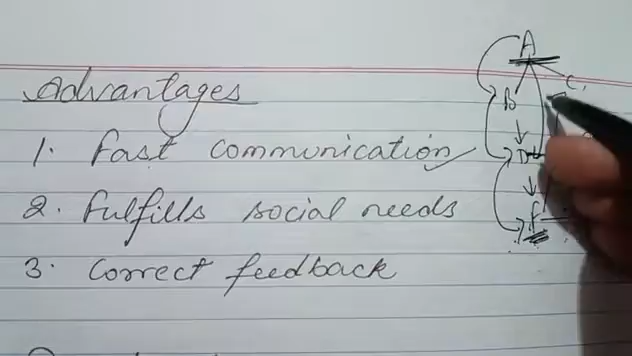 A
Advantages
B
C
1. Fast communication
D
2. Fulfills social needs
F
3. Correct feedback